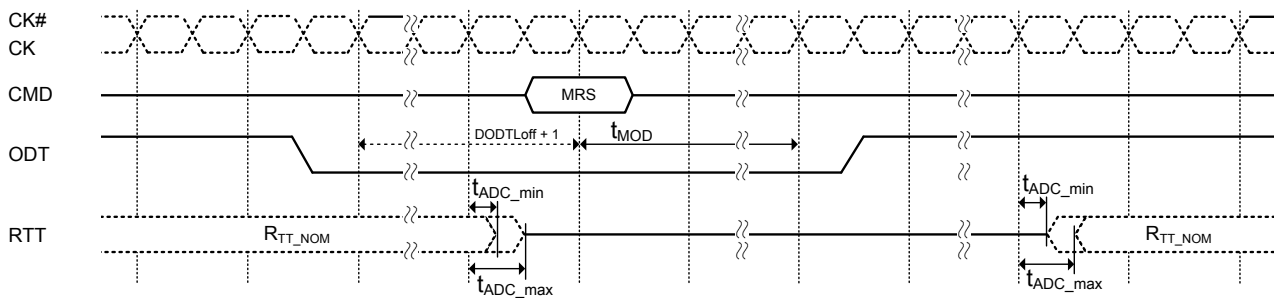 CK#
CK
CMD
MRS
DODTLoff + 1
tMOD
ODT
tADC_min
tADC_min
RTT
RTT_NOM
RTT_NOM
tADC_max
tADC_max